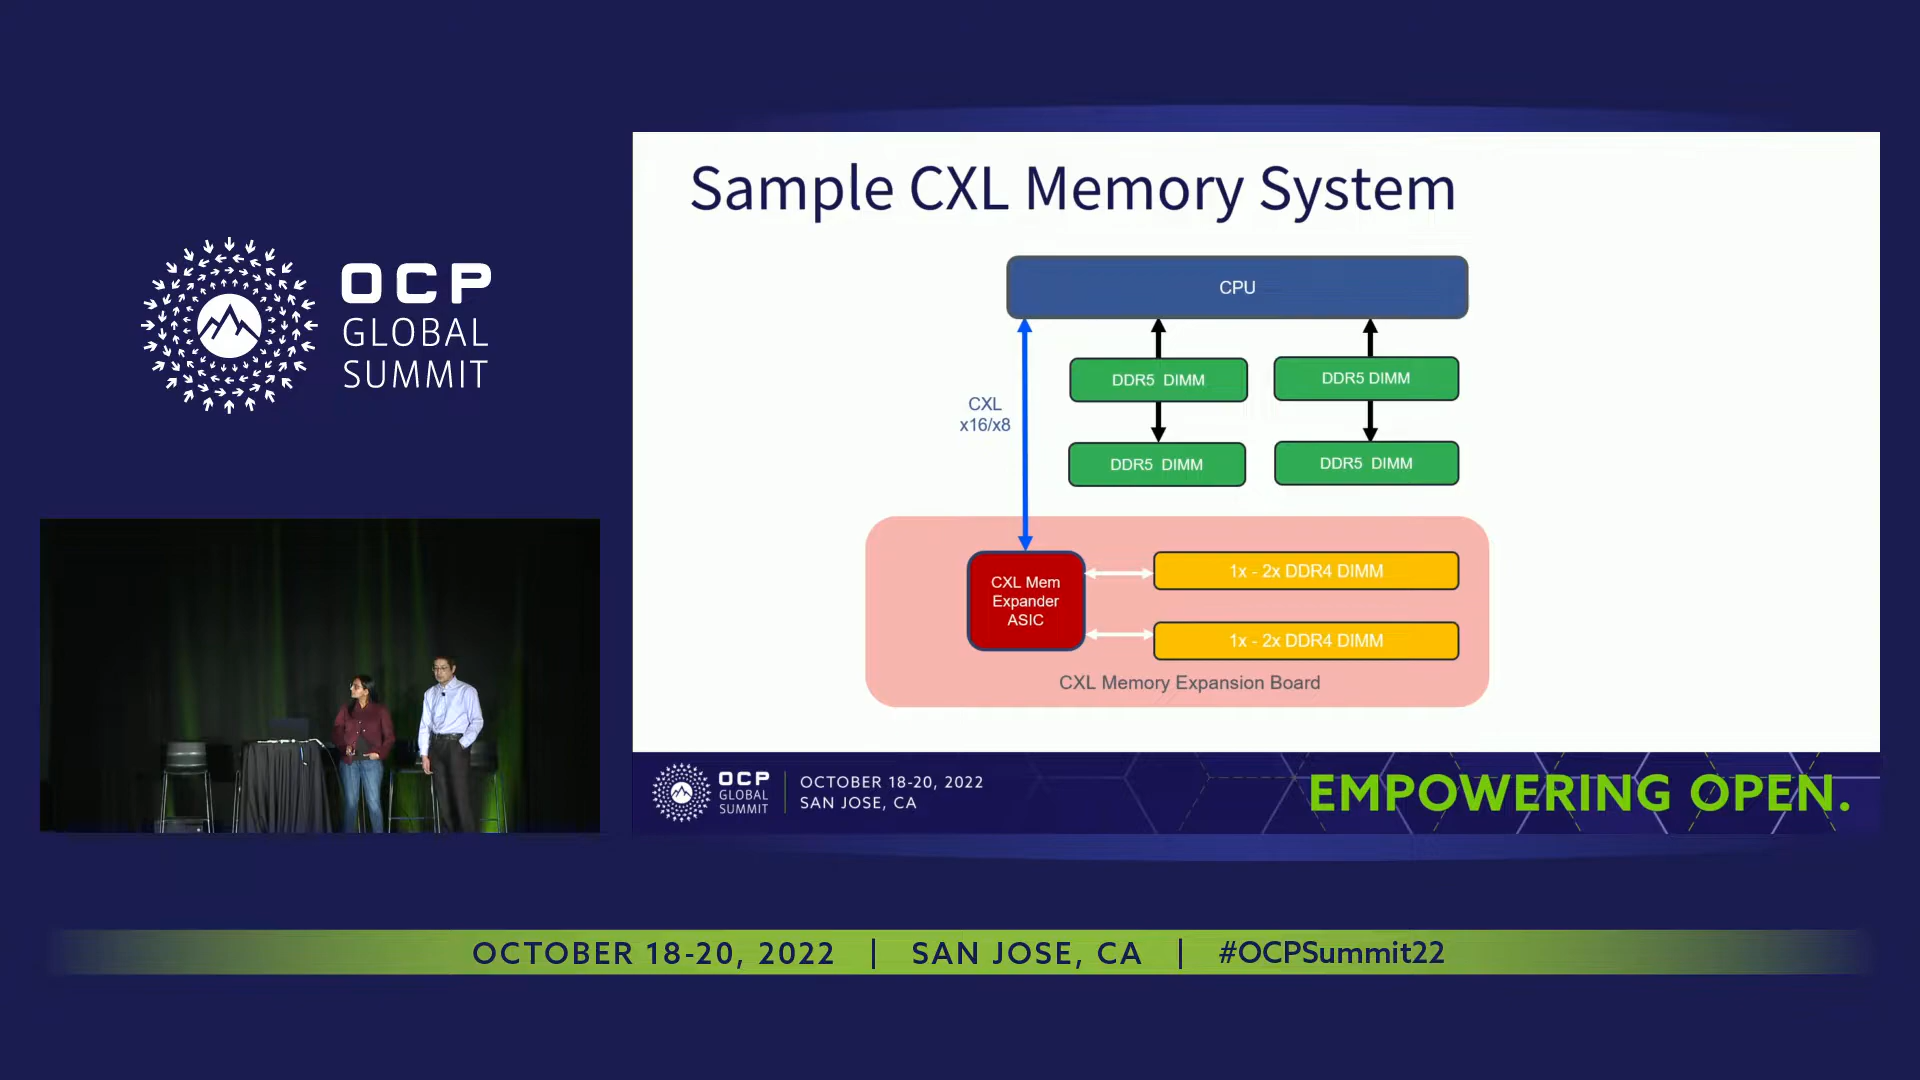 OCP
GLOBAL
SUMMIT
Sample CXL Memory System
CPU
CXL
x16/x8
DDR5 DIMM
DDR5 DIMM
DDR5 DIMM
DDR5 DIMM
CXL Mem
Expander
ASIC
1x - 2x DDR4 DIMM
1x - 2x DDR4 DIMM
CXL Memory Expansion Board
OCP
GLOBAL
SUMMIT
OCTOBER 18-20, 2022
SAN JOSE, CA
EMPOWERING OPEN.
OCTOBER 18-20, 2022 | SAN JOSE, CA | #OCPSummit22